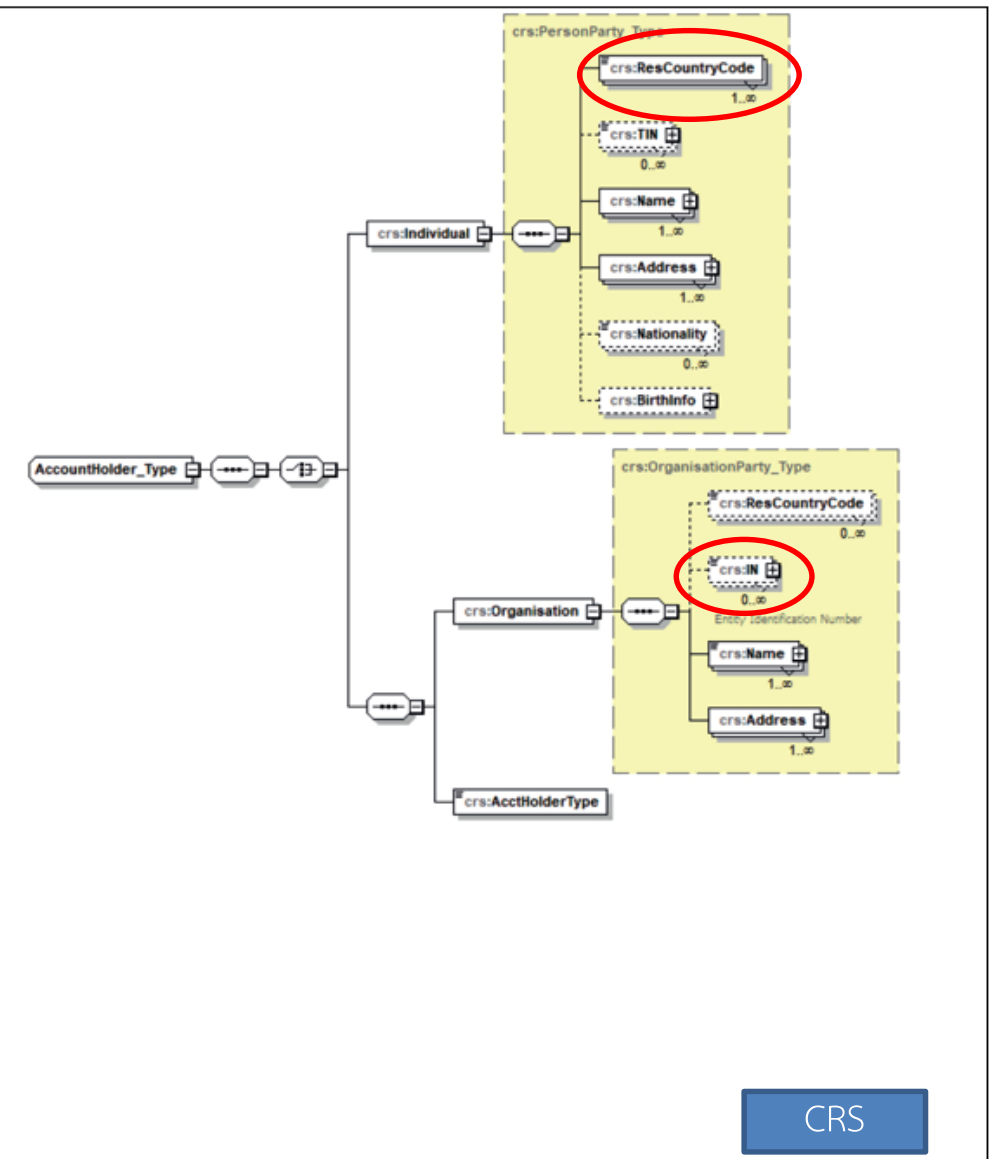 crs:PersonParty_Type
crs:ResCountryCode
1..∞
crs:TIN
0..∞
crs:Name
1..∞
crs:Individual
crs:Address
1..∞
crs:Nationality
0..∞
crs:BirthInfo
AccountHolder_Type
crs:OrganisationParty_Type
crs:ResCountryCode
0..∞
crs:IN
0..∞
Entity Identification Number
crs:Organisation
crs:Name
1..∞
crs:Address
1..∞
crs:AcctHolderType
CRS